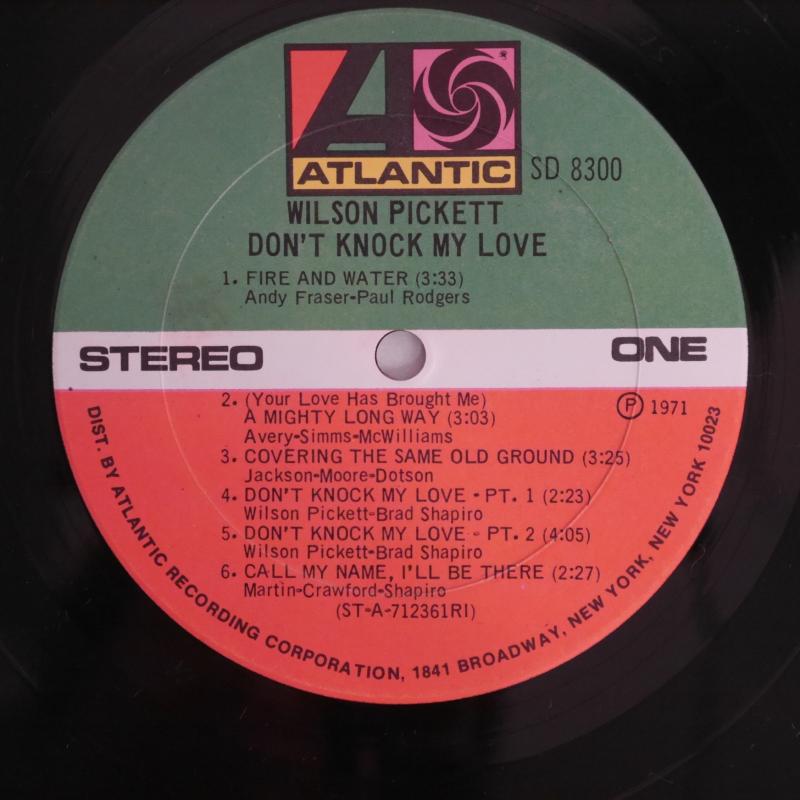 ATLANTIC
SD 8300
WILSON PICKETT
DON'T KNOCK MY LOVE
1. FIRE AND WATER (3:33)
Andy Fraser-Paul Rodgers
STEREO
ONE
2. (Your Love Has Brought Me)
A MIGHTY LONG WAY (3:03)
Avery-Simms-McWilliams
℗ 1971
3. COVERING THE SAME OLD GROUND (3:25)
Jackson-Moore-Dotson
4. DON'T KNOCK MY LOVE - PT. 1 (2:23)
Wilson Pickett-Brad Shapiro
5. DON'T KNOCK MY LOVE - PT. 2 (4:05)
Wilson Pickett-Brad Shapiro
6. CALL MY NAME, I'LL BE THERE (2:27)
Martin-Crawford-Shapiro
(ST-A-712361RI)
DIST. BY ATLANTIC RECORDING CORPORATION, 1841 BROADWAY, NEW YORK, NEW YORK 10023